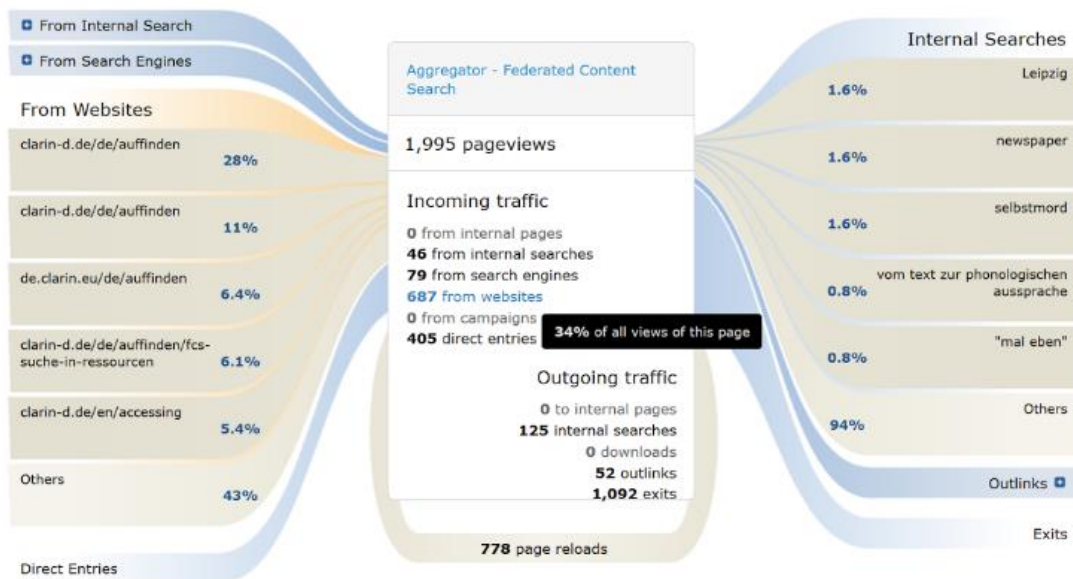 From Internal Search
From Search Engines
From Websites
clarin-d.de/de/auffinden
28%
clarin-d.de/de/auffinden
11%
de.clarin.eu/de/auffinden
6.4%
clarin-d.de/de/auffinden/fcs-
suche-in-ressourcen
6.1%
clarin-d.de/en/accessing
5.4%
Others
43%
Direct Entries
Aggregator - Federated Content
Search
1,995 pageviews
Incoming traffic
0 from internal pages
46 from internal searches
79 from search engines
687 from websites
0 from campaigns
405 direct entries
34% of all views of this page
Outgoing traffic
0 to internal pages
125 internal searches
0 downloads
52 outlinks
1,092 exits
778 page reloads
Internal Searches
Leipzig
1.6%
newspaper
1.6%
selbstmord
1.6%
vom text zur phonologischen
aussprache
0.8%
"mal eben"
0.8%
Others
94%
Outlinks
Exits